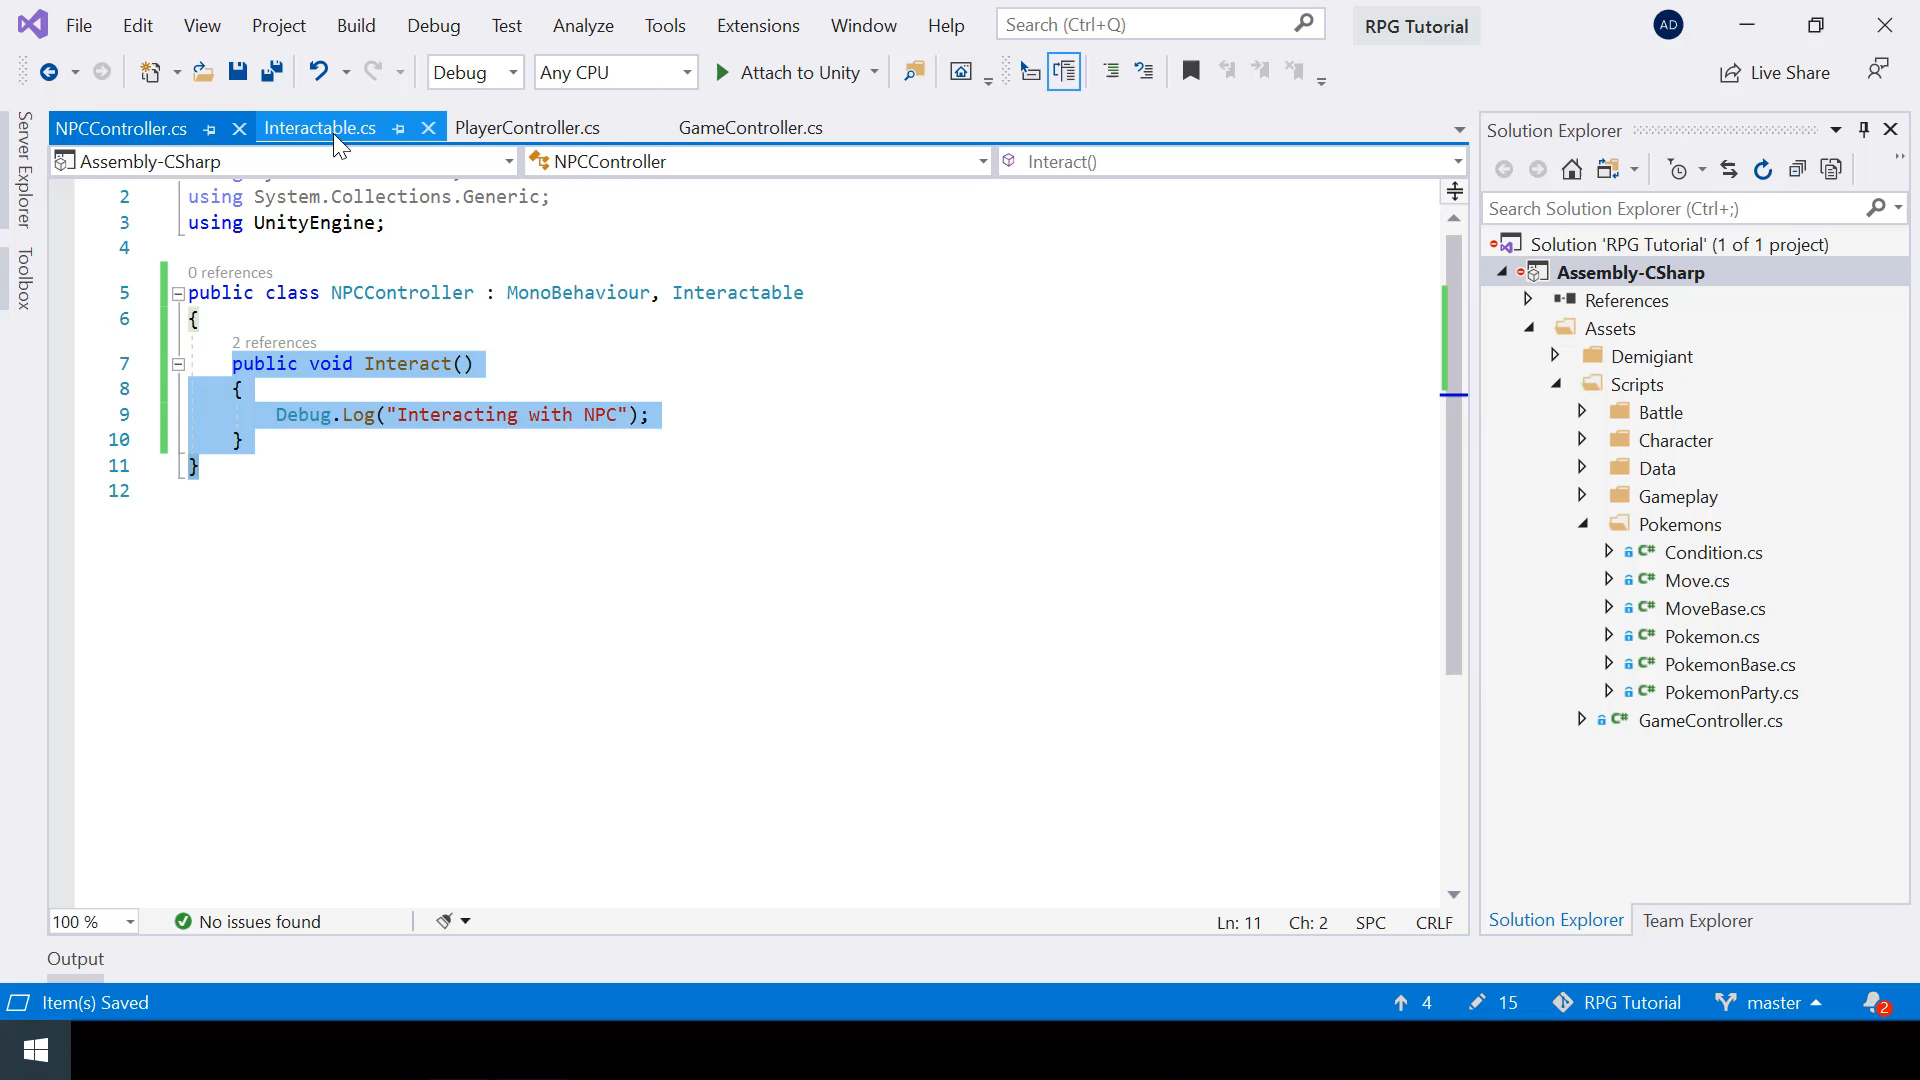 File Edit View Project Build Debug Test Analyze Tools Extensions Window Help Search (Ctrl+Q) RPG Tutorial AD
Debug Any CPU Attach to Unity Live Share
Server Explorer
Toolbox
NPCController.cs Interactable.cs PlayerController.cs GameController.cs
Assembly-CSharp NPCController Interact()
2 using System.Collections.Generic;
3 using UnityEngine;
4
0 references
5 public class NPCController : MonoBehaviour, Interactable
6 {
2 references
7 public void Interact()
8 {
9 Debug.Log("Interacting with NPC");
10 }
11 }
12
100 % No issues found Ln: 11 Ch: 2 SPC CRLF
Output
Solution Explorer
Search Solution Explorer (Ctrl+;)
Solution 'RPG Tutorial' (1 of 1 project)
Assembly-CSharp
References
Assets
Demigiant
Scripts
Battle
Character
Data
Gameplay
Pokemons
C# Condition.cs
C# Move.cs
C# MoveBase.cs
C# Pokemon.cs
C# PokemonBase.cs
C# PokemonParty.cs
C# GameController.cs
Solution Explorer Team Explorer
Item(s) Saved 4 15 RPG Tutorial master 2